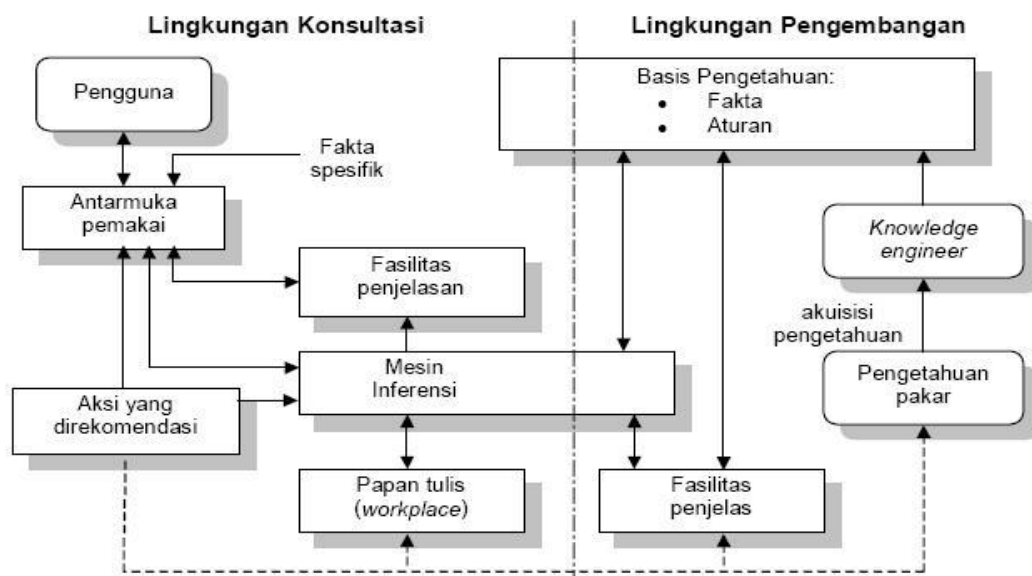 Lingkungan Konsultasi
Lingkungan Pengembangan
Pengguna
Basis Pengetahuan:
• Fakta
• Aturan
Fakta
spesifik
Antarmuka
pemakai
Knowledge
engineer
Fasilitas
penjelasan
akuisisi
pengetahuan
Mesin
Inferensi
Pengetahuan
pakar
Aksi yang
direkomendasi
Papan tulis
(workplace)
Fasilitas
penjelas